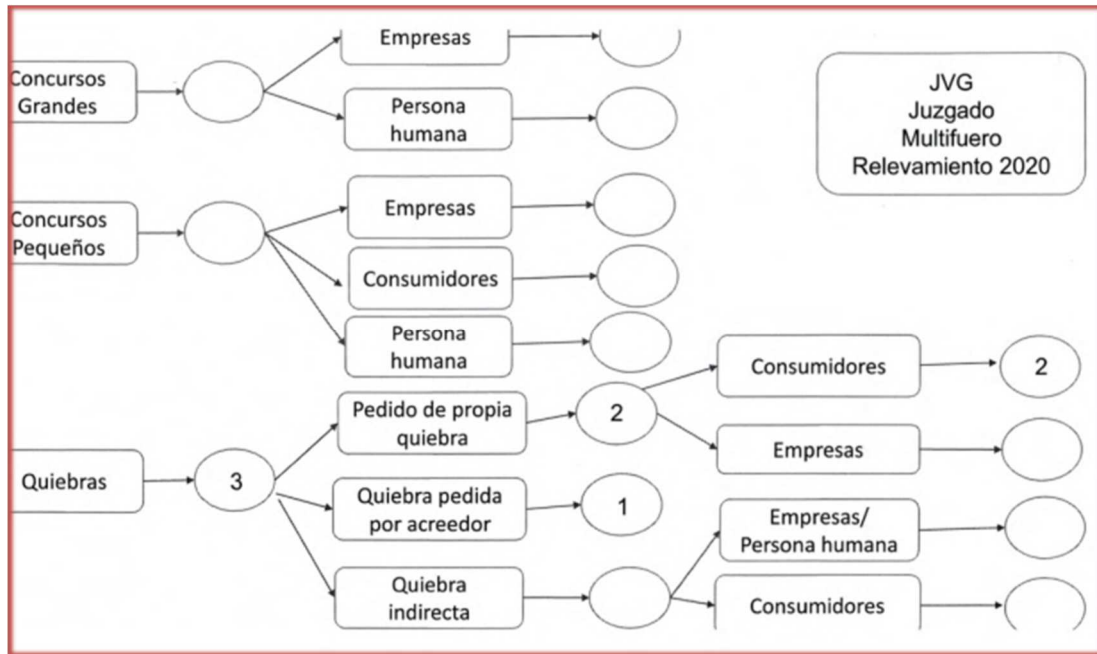 Empresas
Concursos
Grandes
Persona
humana
JVG
Juzgado
Multifuero
Relevamiento 2020
Concursos
Pequeños
Empresas
Consumidores
Persona
humana
Quiebras
3
Pedido de propia
quiebra
2
Consumidores
2
Empresas
Quiebra pedida
por acreedor
1
Quiebra
indirecta
Empresas/
Persona humana
Consumidores